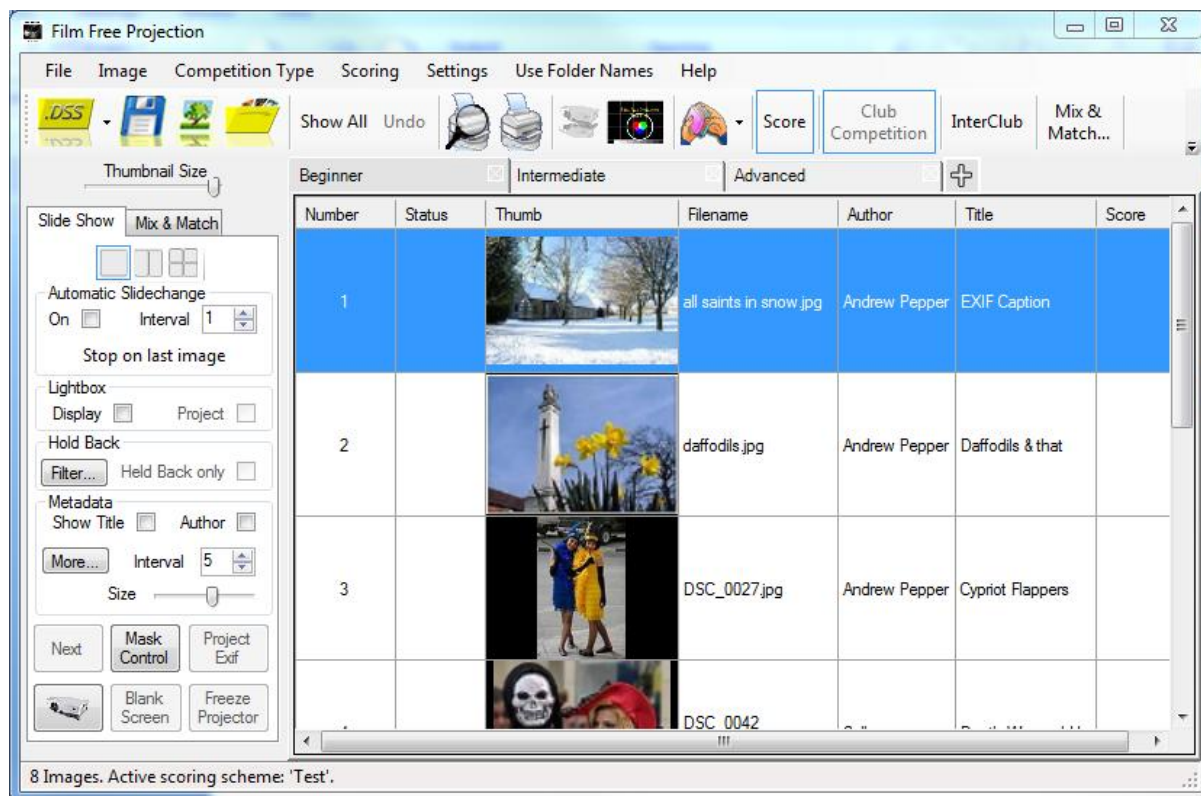 Film Free Projection
File Image Competition Type Scoring Settings Use Folder Names Help
.DSS Show All Undo Score Club Competition InterClub Mix & Match...
Thumbnail Size
Beginner Intermediate Advanced
Slide Show Mix & Match
Number Status Thumb Filename Author Title Score
Automatic Slidechange
On Interval 1
Stop on last image
1 all saints in snow.jpg Andrew Pepper EXIF Caption
Lightbox
Display Project
Hold Back
Filter... Held Back only
2 daffodils.jpg Andrew Pepper Daffodils & that
Metadata
Show Title Author
More... Interval 5
Size
3 DSC_0027.jpg Andrew Pepper Cypriot Flappers
Next Mask Control Project Exif
Blank Screen Freeze Projector
DSC_0042
8 Images. Active scoring scheme: 'Test'.